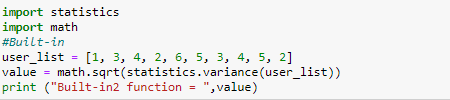 import statistics
import math
#Built-in
user_list = [1, 3, 4, 2, 6, 5, 3, 4, 5, 2]
value = math.sqrt(statistics.variance(user_list))
print ("Built-in2 function = ",value)